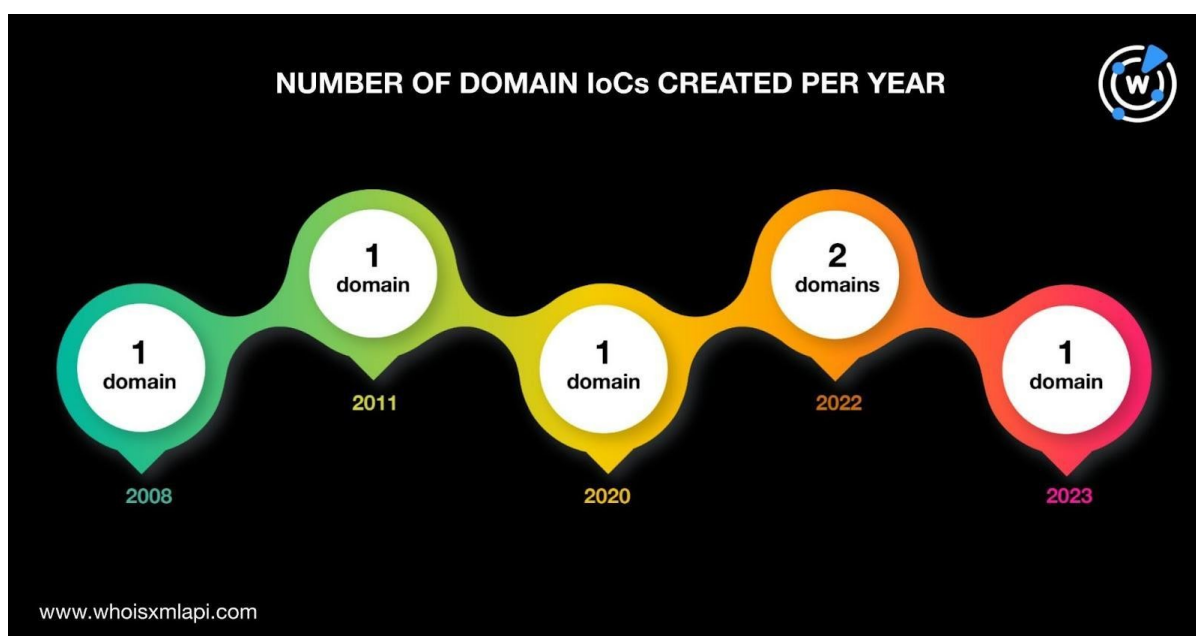 NUMBER OF DOMAIN IoCs CREATED PER YEAR
W
1
domain
2008
1
domain
2011
1
domain
2020
2
domains
2022
1
domain
2023
www.whoisxmlapi.com